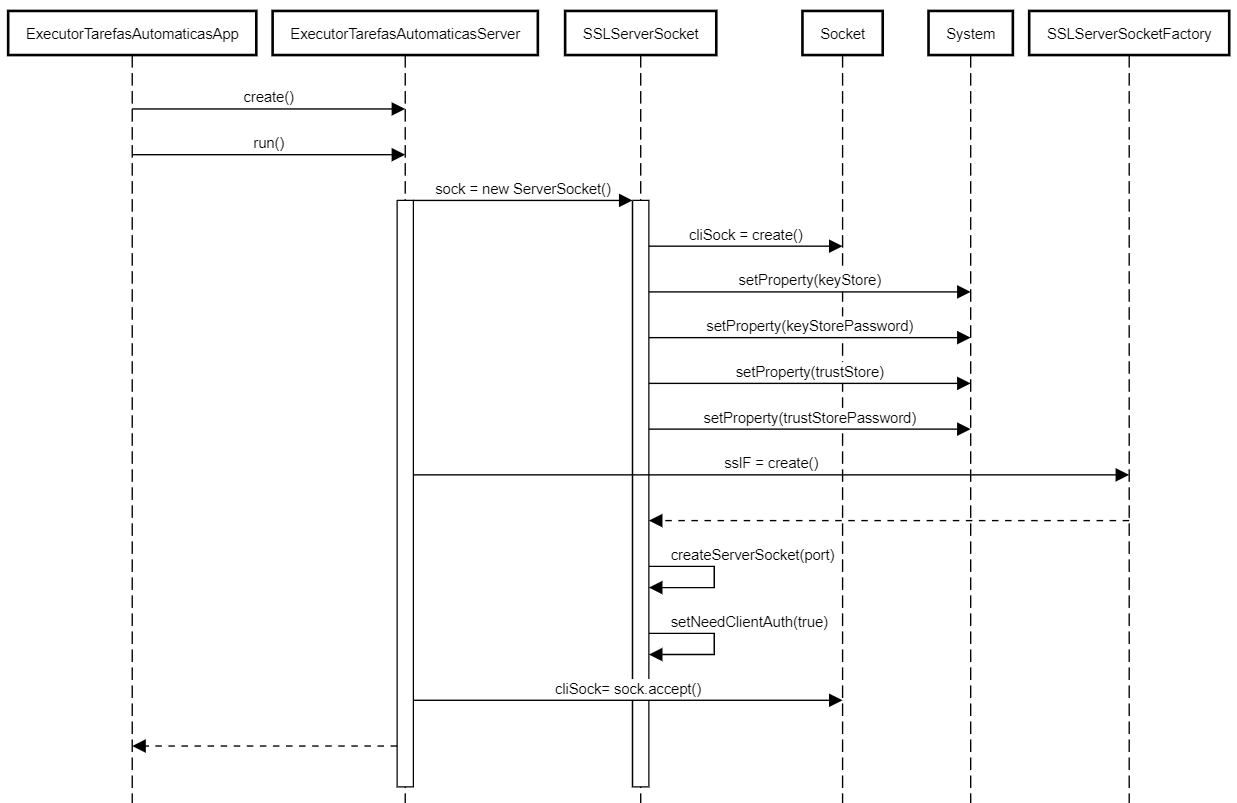 ExecutorTarefasAutomaticasApp
ExecutorTarefasAutomaticasServer
SSLServerSocket
Socket
System
SSLServerSocketFactory
create()
run()
sock = new ServerSocket()
cliSock = create()
setProperty(keyStore)
setProperty(keyStorePassword)
setProperty(trustStore)
setProperty(trustStorePassword)
sslF = create()
createServerSocket(port)
setNeedClientAuth(true)
cliSock= sock.accept()